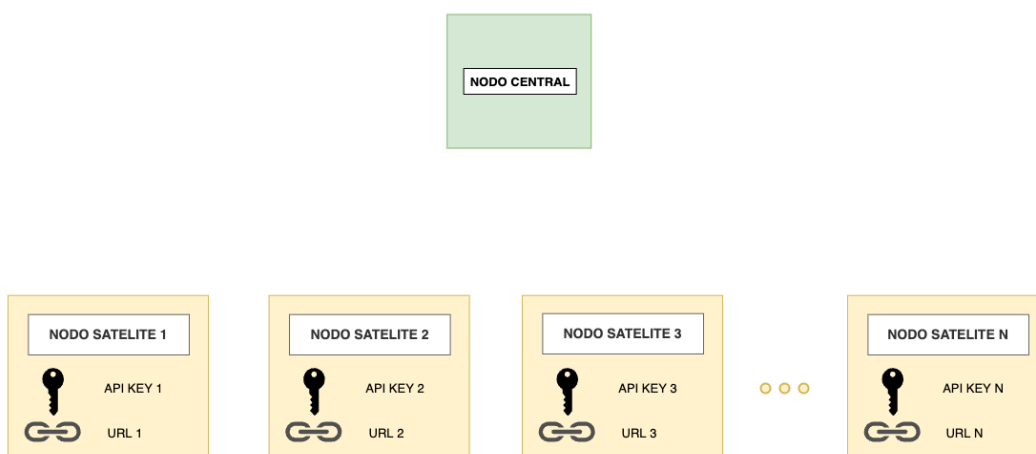 NODO CENTRAL
NODO SATELITE 1
API KEY 1
URL 1
NODO SATELITE 2
API KEY 2
URL 2
NODO SATELITE 3
API KEY 3
URL 3
NODO SATELITE N
API KEY N
URL N